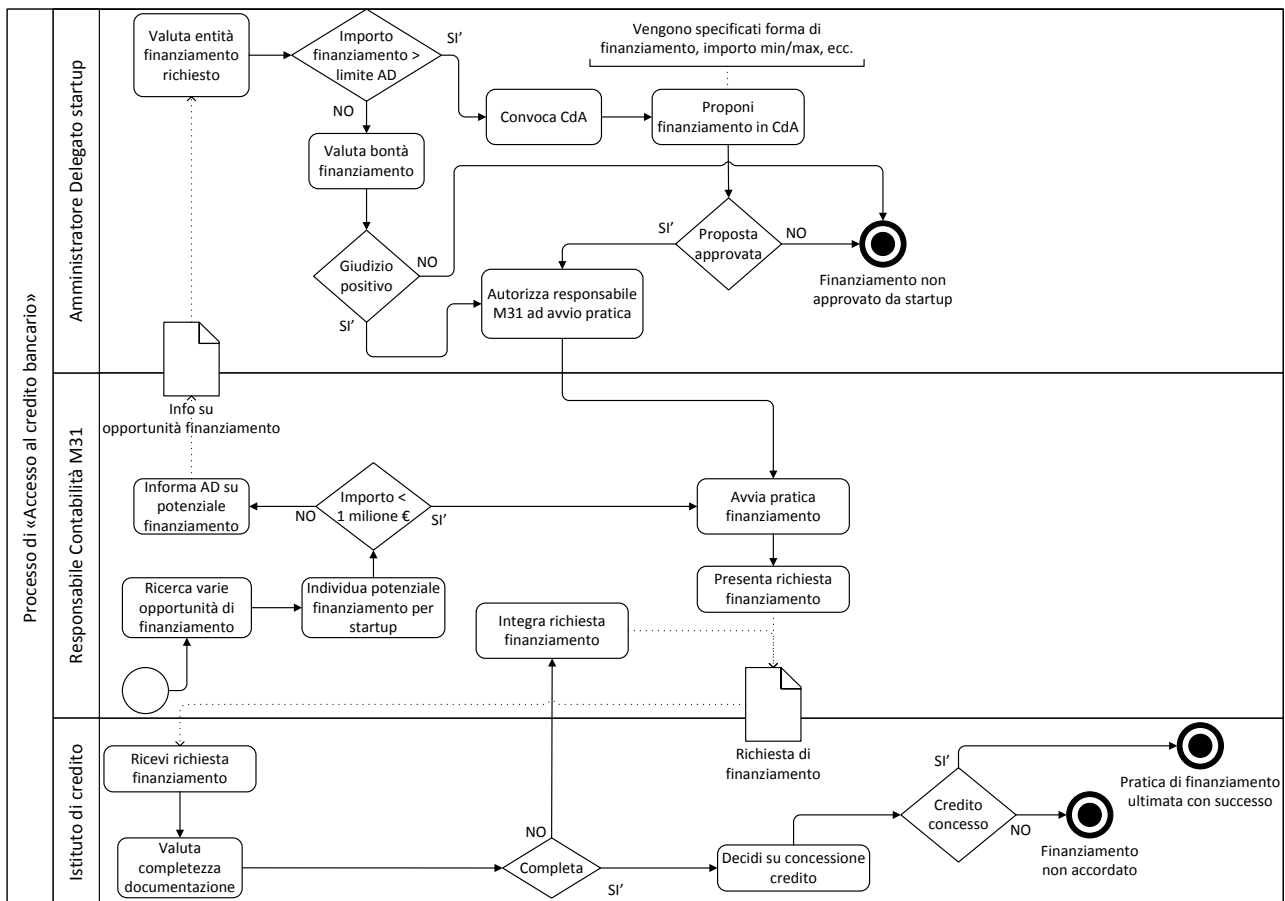 Processo di «Accesso al credito bancario»
Amministratore Delegato startup
Valuta entità
finanziamento
richiesto
Importo
finanziamento >
limite AD
SI’
NO
Vengono specificati forma di
finanziamento, importo min/max, ecc.
Convoca CdA
Proponi
finanziamento in CdA
Valuta bontà
finanziamento
Giudizio
positivo
NO
SI’
SI’
Proposta
approvata
NO
Finanziamento non
approvato da startup
Autorizza responsabile
M31 ad avvio pratica
Responsabile Contabilità M31
Info su
opportunità finanziamento
Informa AD su
potenziale
finanziamento
NO
Importo <
1 milione €
SI’
Avvia pratica
finanziamento
Ricerca varie
opportunità di
finanziamento
Individua potenziale
finanziamento per
startup
Presenta richiesta
finanziamento
Integra richiesta
finanziamento
Richiesta di
finanziamento
Istituto di credito
Ricevi richiesta
finanziamento
Valuta
completezza
documentazione
NO
Completa
SI’
Decidi su concessione
credito
SI’
Credito
concesso
NO
Pratica di finanziamento
ultimata con successo
Finanziamento
non accordato